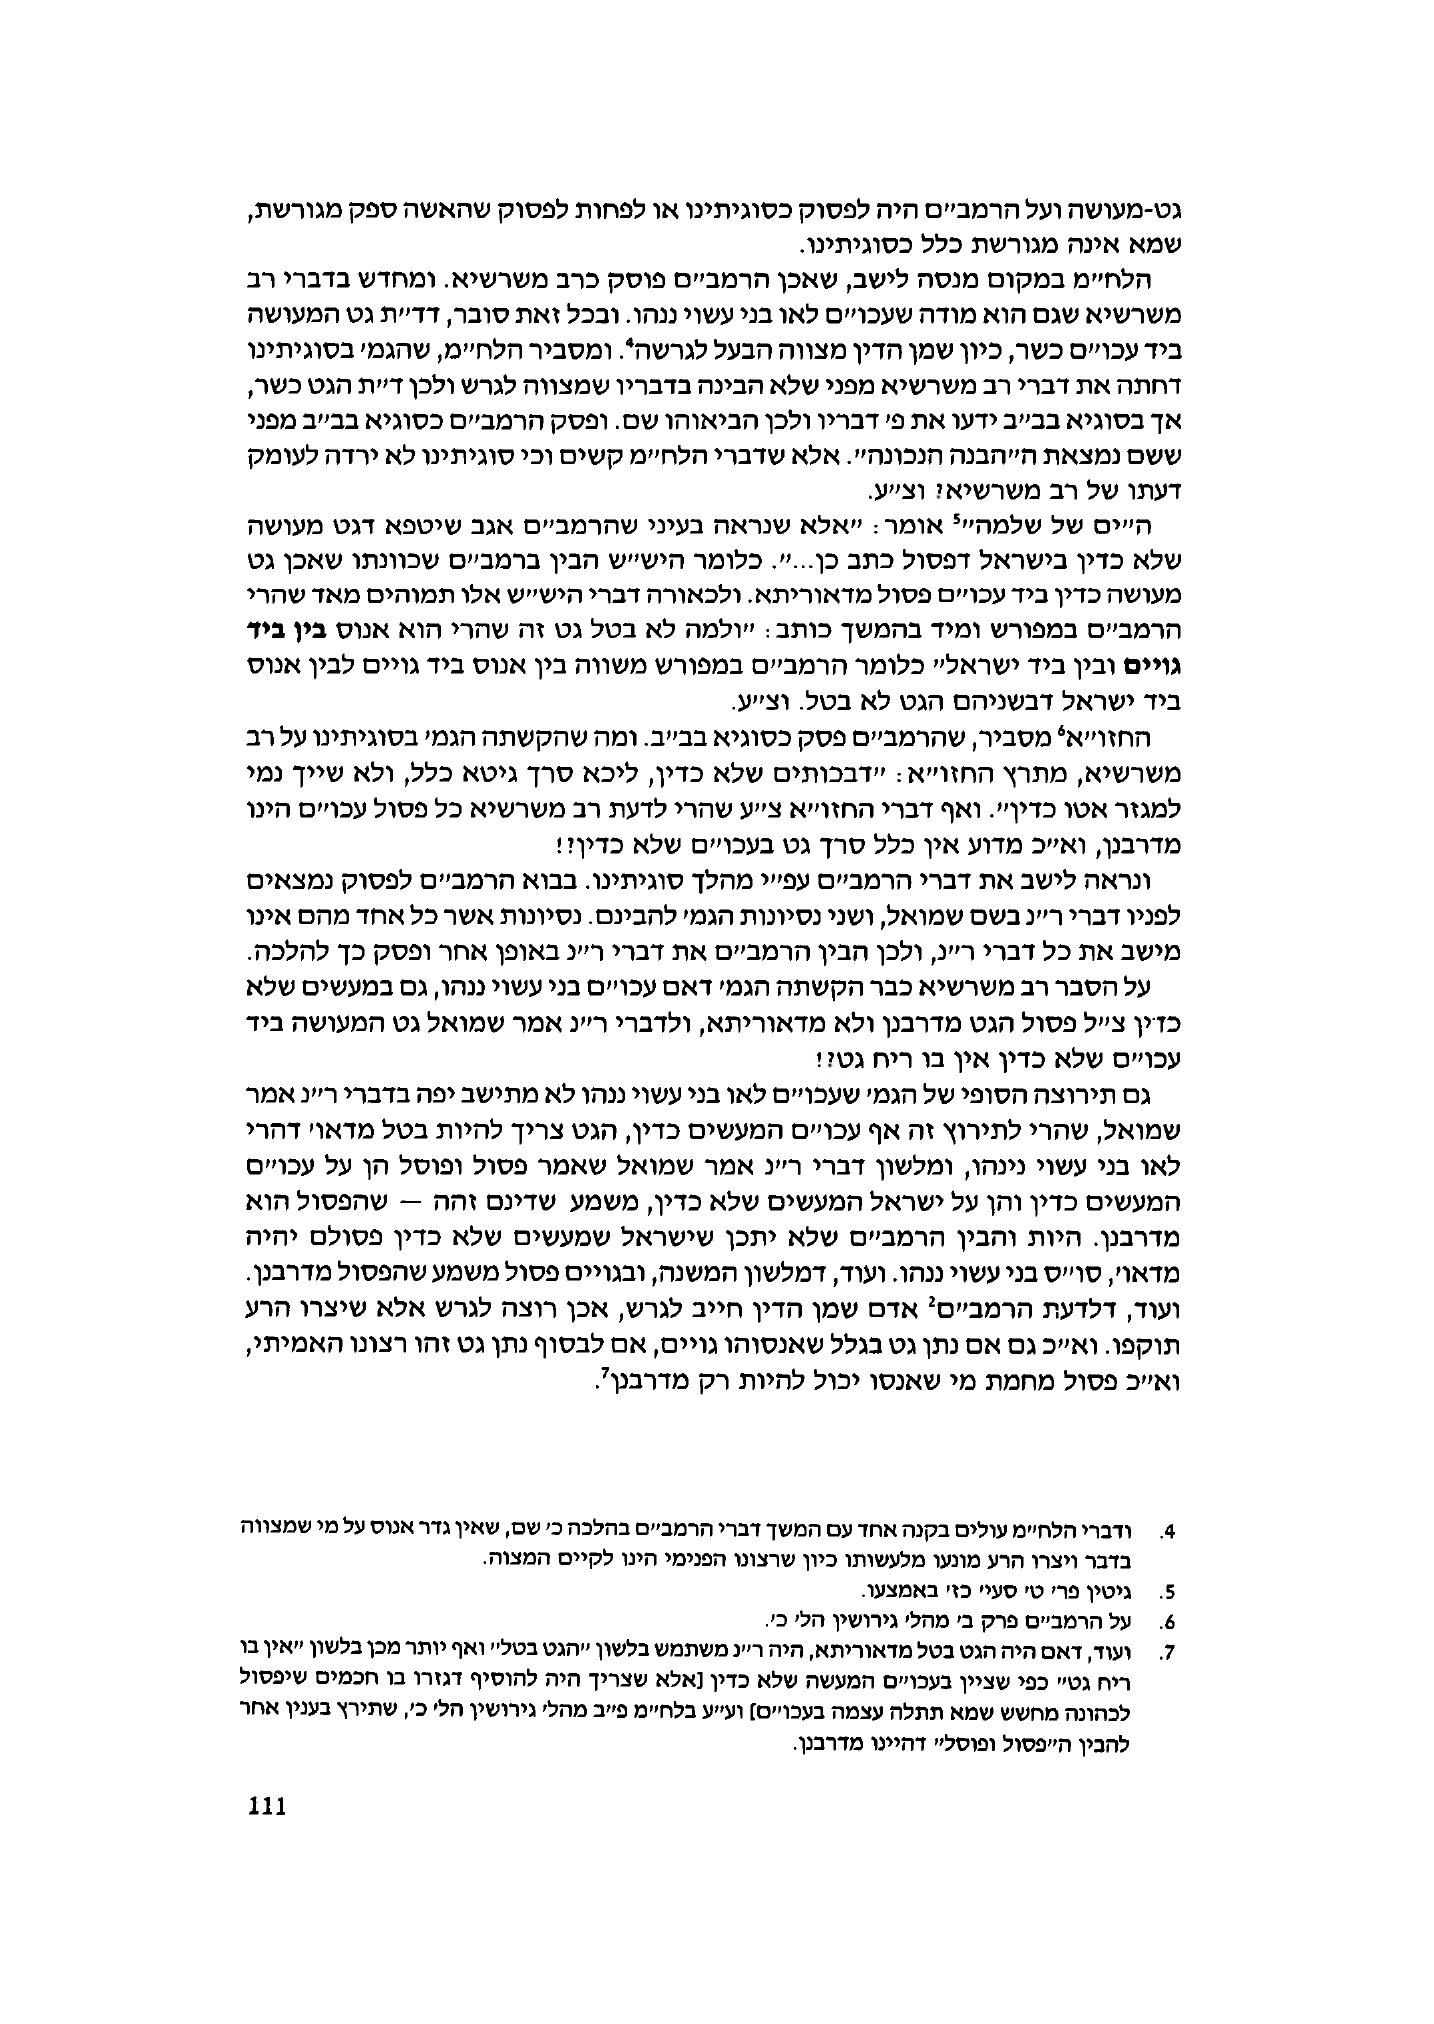 גט-מעושה ועל הרמב״ם היה לפסוק כסוגיתינו או לפחות לפסוק שהאשה ספק מגורשת,
שמא אינה מגורשת כלל כסוגיתינו.
הלח״מ במקום מנסה לישב, שאכן הרמב״ם פוסק כרב משרשיא. ומחדש בדברי רב
משרשיא שגם הוא מודה שעכו״ם לאו בני עשוי ננהו. ובכל זאת סובר, דד״ת גט המעושה
ביד עכו״ם כשר, כיון שמן הדין מצווה הבעל לגרשה⁴. ומסביר הלח״מ, שהגמ׳ בסוגיתינו
דחתה את דברי רב משרשיא מפני שלא הבינה בדבריו שמצווה לגרש ולכן ד״ת הגט כשר,
אך בסוגיא בב״ב ידעו את פ׳ דבריו ולכן הביאוהו שם. ופסק הרמב״ם כסוגיא בב״ב מפני
ששם נמצאת ה״הבנה הנכונה״. אלא שדברי הלח״מ קשים וכי סוגיתינו לא ירדה לעומק
דעתו של רב משרשיא? וצ״ע.
ה״ים של שלמה״⁵ אומר: ״אלא שנראה בעיני שהרמב״ם אגב שיטפא דגט מעושה
שלא כדין בישראל דפסול כתב כן...״. כלומר היש״ש הבין ברמב״ם שכוונתו שאכן גט
מעושה כדין ביד עכו״ם פסול מדאוריתא. ולכאורה דברי היש״ש אלו תמוהים מאד שהרי
הרמב״ם במפורש ומיד בהמשך כותב: ״ולמה לא בטל גט זה שהרי הוא אנוס בין ביד
גויים ובין ביד ישראל״ כלומר הרמב״ם במפורש משווה בין אנוס ביד גויים לבין אנוס
ביד ישראל דבשניהם הגט לא בטל. וצ״ע.
החזו״א⁶ מסביר, שהרמב״ם פסק כסוגיא בב״ב. ומה שהקשתה הגמ׳ בסוגיתינו על רב
משרשיא, מתרץ החזו״א: ״דבכותים שלא כדין, ליכא סרך גיטא כלל, ולא שייך נמי
למגזר אטו כדין״. ואף דברי החזו״א צ״ע שהרי לדעת רב משרשיא כל פסול עכו״ם הינו
מדרבנן, וא״כ מדוע אין כלל סרך גט בעכו״ם שלא כדין?!
ונראה לישב את דברי הרמב״ם עפ״י מהלך סוגיתינו. בבוא הרמב״ם לפסוק נמצאים
לפניו דברי ר״נ בשם שמואל, ושני נסיונות הגמ׳ להבינם. נסיונות אשר כל אחד מהם אינו
מישב את כל דברי ר״נ, ולכן הבין הרמב״ם את דברי ר״נ באופן אחר ופסק כך להלכה.
על הסבר רב משרשיא כבר הקשתה הגמ׳ דאם עכו״ם בני עשוי ננהו, גם במעשים שלא
כדין צ״ל פסול הגט מדרבנן ולא מדאוריתא, ולדברי ר״נ אמר שמואל גט המעושה ביד
עכו״ם שלא כדין אין בו ריח גט?!
גם תירוצה הסופי של הגמ׳ שעכו״ם לאו בני עשוי ננהו לא מתישב יפה בדברי ר״נ אמר
שמואל, שהרי לתירוץ זה אף עכו״ם המעשים כדין, הגט צריך להיות בטל מדאו׳ דהרי
לאו בני עשוי נינהו, ומלשון דברי ר״נ אמר שמואל שאמר פסול ופוסל הן על עכו״ם
המעשים כדין והן על ישראל המעשים שלא כדין, משמע שדינם זהה — שהפסול הוא
מדרבנן. היות והבין הרמב״ם שלא יתכן שישראל שמעשים שלא כדין פסולם יהיה
מדאו׳, סו״ס בני עשוי ננהו. ועוד, דמלשון המשנה, ובגויים פסול משמע שהפסול מדרבנן.
ועוד, דלדעת הרמב״ם² אדם שמן הדין חייב לגרש, אכן רוצה לגרש אלא שיצרו הרע
תוקפו. וא״כ גם אם נתן גט בגלל שאנסוהו גויים, אם לבסוף נתן גט זהו רצונו האמיתי,
וא״כ פסול מחמת מי שאנסו יכול להיות רק מדרבנן⁷.
4. ודברי הלח״מ עולים בקנה אחד עם המשך דברי הרמב״ם בהלכה כ׳ שם, שאין גדר אנוס על מי שמצווה
בדבר ויצרו הרע מונעו מלעשותו כיון שרצונו הפנימי הינו לקיים המצוה.
5. גיטין פר׳ ט׳ סעי׳ כז׳ באמצעו.
6. על הרמב״ם פרק ב׳ מהל׳ גירושין הל׳ כ׳.
7. ועוד, דאם היה הגט בטל מדאוריתא, היה ר״נ משתמש בלשון ״הגט בטל״ ואף יותר מכן בלשון ״אין בו
ריח גט״ כפי שציין בעכו״ם המעשה שלא כדין [אלא שצריך היה להוסיף דגזרו בו חכמים שיפסול
לכהונה מחשש שמא תתלה עצמה בעכו״ם] ועי״ע בלח״מ פ״ב מהל׳ גירושין הל׳ כ׳, שתירץ בענין אחר
להבין ה״פסול ופוסל״ דהיינו מדרבנן.
111